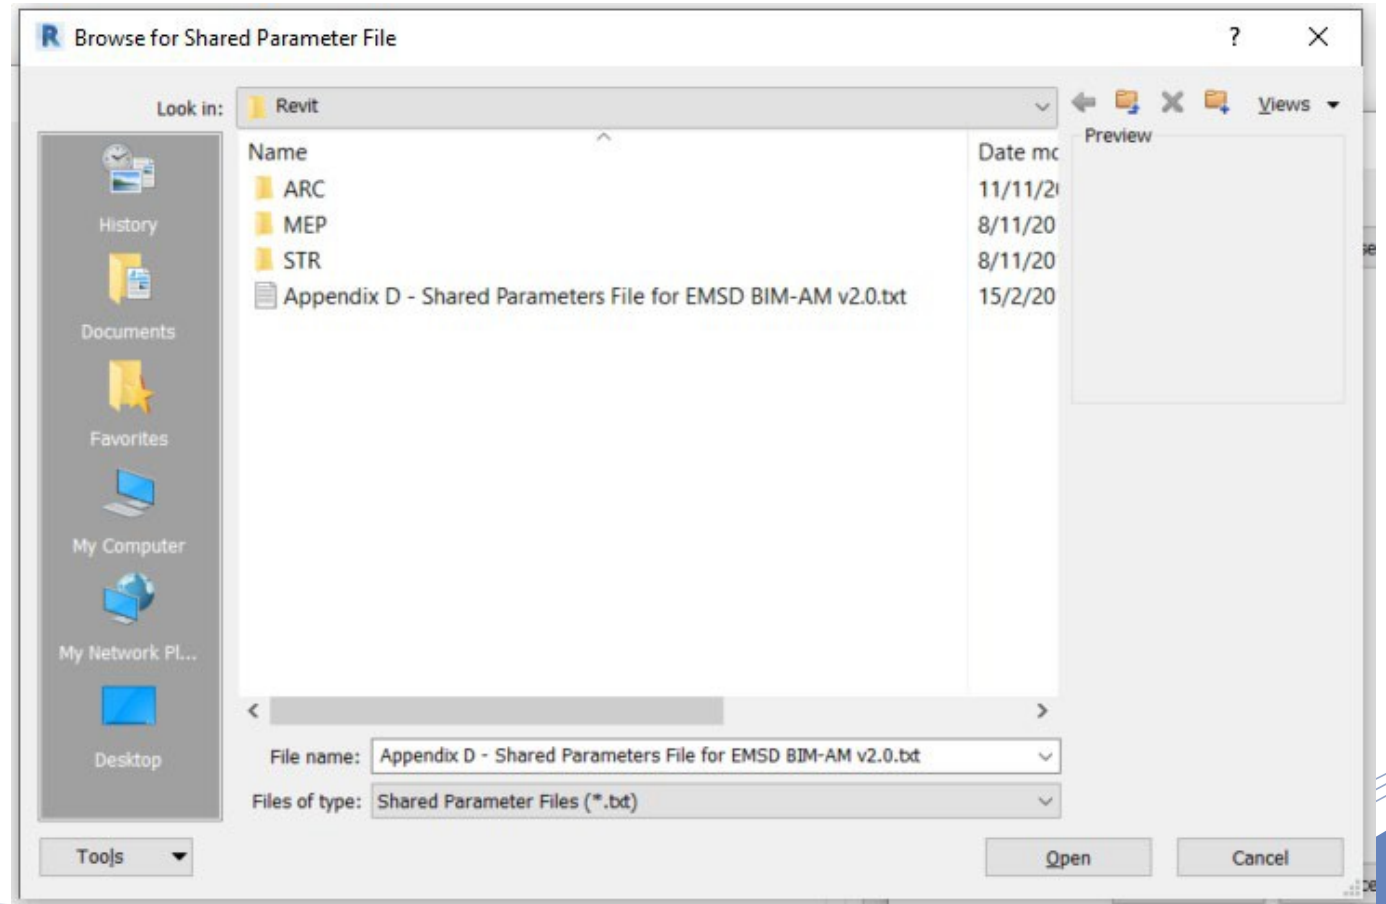 R Browse for Shared Parameter File ? X
Look in: Revit Views
Name Date mo
Preview
ARC 11/11/20
MEP 8/11/20
STR 8/11/20
Appendix D - Shared Parameters File for EMSD BIM-AM v2.0.txt 15/2/20
History
Documents
Favorites
My Computer
My Network Pl...
Desktop
File name: Appendix D - Shared Parameters File for EMSD BIM-AM v2.0.txt
Files of type: Shared Parameter Files (*.txt)
Tools Open Cancel